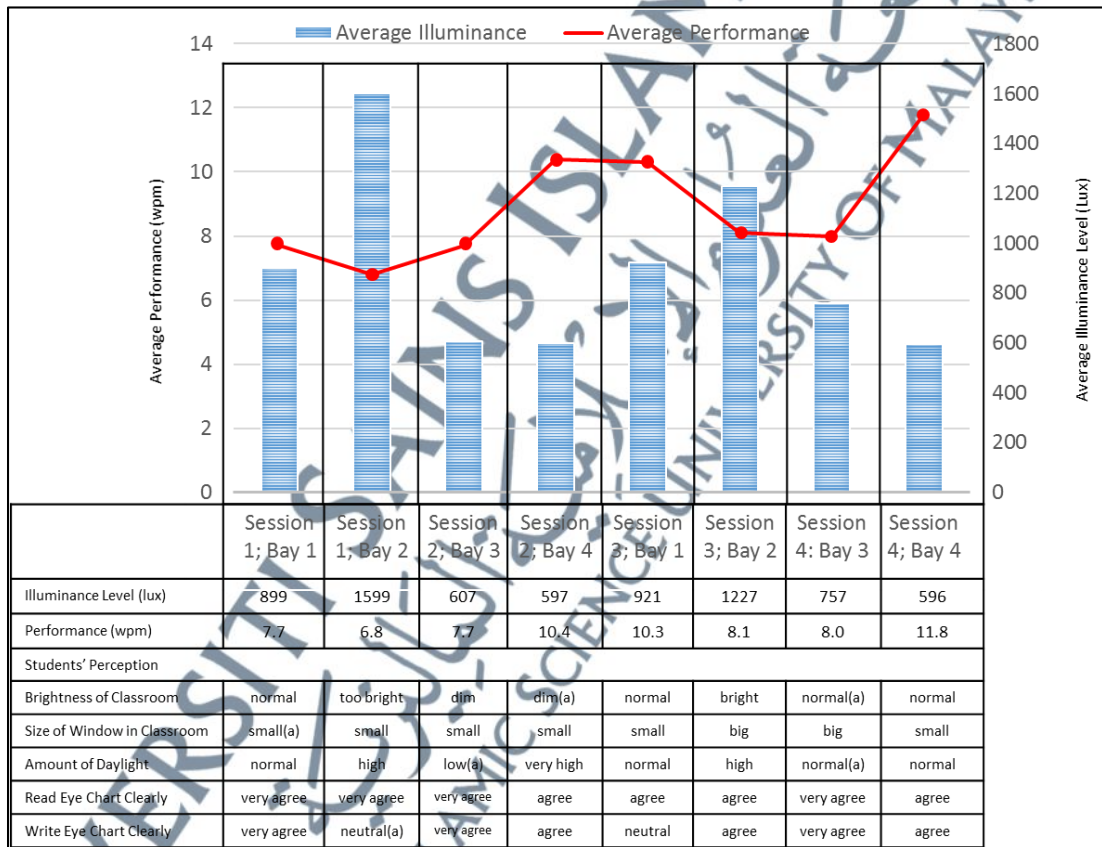 Average Illuminance Average Performance
14
12
10
8
6
4
2
0
Average Performance (wpm)
1800
1600
1400
1200
1000
800
600
400
200
0
Average Illuminance Level (Lux)
Session 1; Bay 1 Session 1; Bay 2 Session 2; Bay 3 Session 2; Bay 4 Session 3; Bay 1 Session 3; Bay 2 Session 4: Bay 3 Session 4; Bay 4
Illuminance Level (lux) 899 1599 607 597 921 1227 757 596
Performance (wpm) 7.7 6.8 7.7 10.4 10.3 8.1 8.0 11.8
Students' Perception
Brightness of Classroom normal too bright dim dim(a) normal bright normal(a) normal
Size of Window in Classroom small(a) small small small small big big small
Amount of Daylight normal high low(a) very high normal high normal(a) normal
Read Eye Chart Clearly very agree very agree very agree agree agree agree very agree agree
Write Eye Chart Clearly very agree neutral(a) very agree agree neutral agree very agree agree
VERSITI SAINS ISLAM
AMIC SCIENCE UNIVERSITY OF MALAY